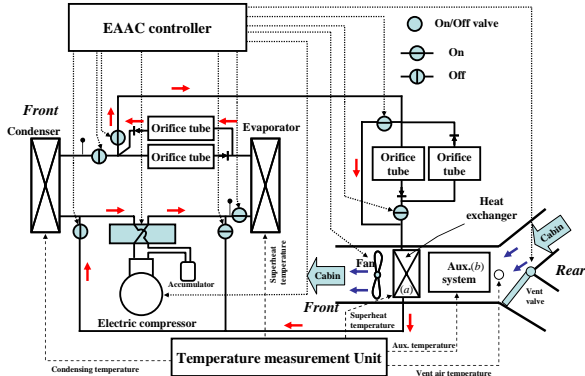 EAAC controller
On/Off valve
On
Off
Front
Condenser
Evaporator
Orifice tube
Orifice tube
Orifice
tube
Orifice
tube
Heat
exchanger
Cabin
Rear
Fan
Cabin
(a)
Aux.(b)
system
Vent
valve
Front
Accumulator
Superheat
temperature
Electric compressor
Superheat
temperature
Aux. temperature
Condensing temperature
Temperature measurement Unit
Vent air temperature